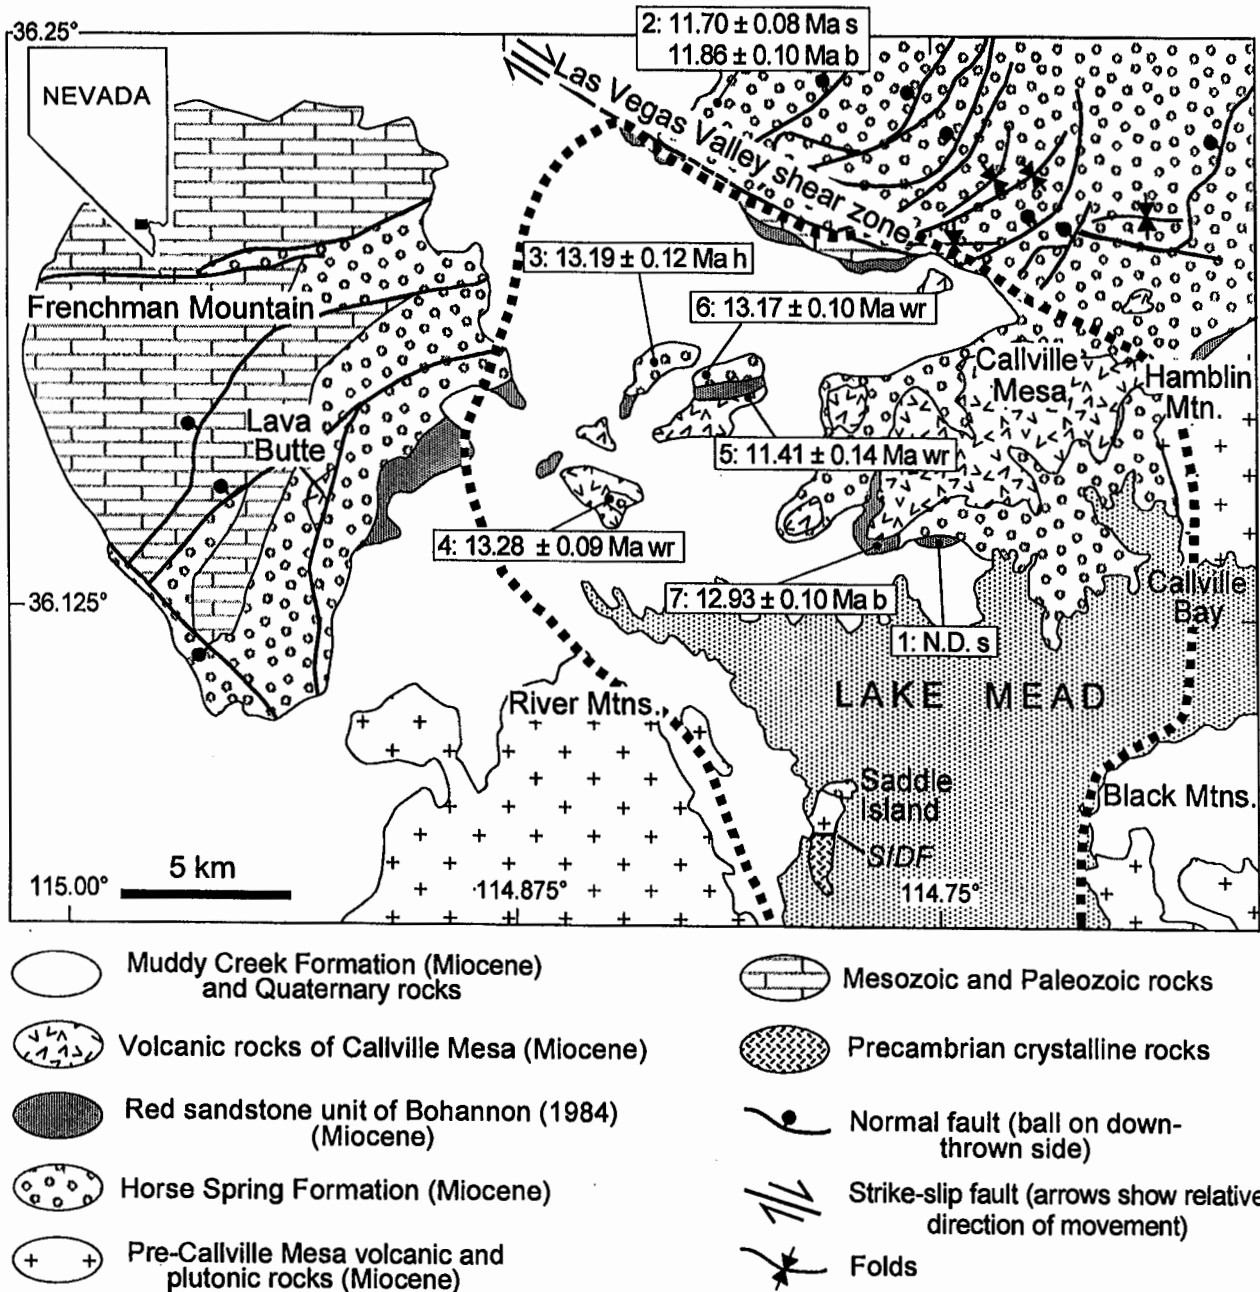 36.25°
NEVADA
2: 11.70 ± 0.08 Ma s
11.86 ± 0.10 Ma b
Las Vegas Valley shear zone
3: 13.19 ± 0.12 Ma h
6: 13.17 ± 0.10 Ma wr
Frenchman Mountain
Callville
Mesa
Hamblin
Mtn.
Lava
Butte
5: 11.41 ± 0.14 Ma wr
4: 13.28 ± 0.09 Ma wr
7: 12.93 ± 0.10 Ma b
36.125°
Callville
Bay
1: N.D. s
LAKE MEAD
River Mtns.
Saddle
Island
Black Mtns.
SIDF
5 km
115.00°
114.875°
114.75°
Muddy Creek Formation (Miocene)
and Quaternary rocks
Volcanic rocks of Callville Mesa (Miocene)
Red sandstone unit of Bohannon (1984)
(Miocene)
Horse Spring Formation (Miocene)
Pre-Callville Mesa volcanic and
plutonic rocks (Miocene)
Mesozoic and Paleozoic rocks
Precambrian crystalline rocks
Normal fault (ball on down-
thrown side)
Strike-slip fault (arrows show relative
direction of movement)
Folds